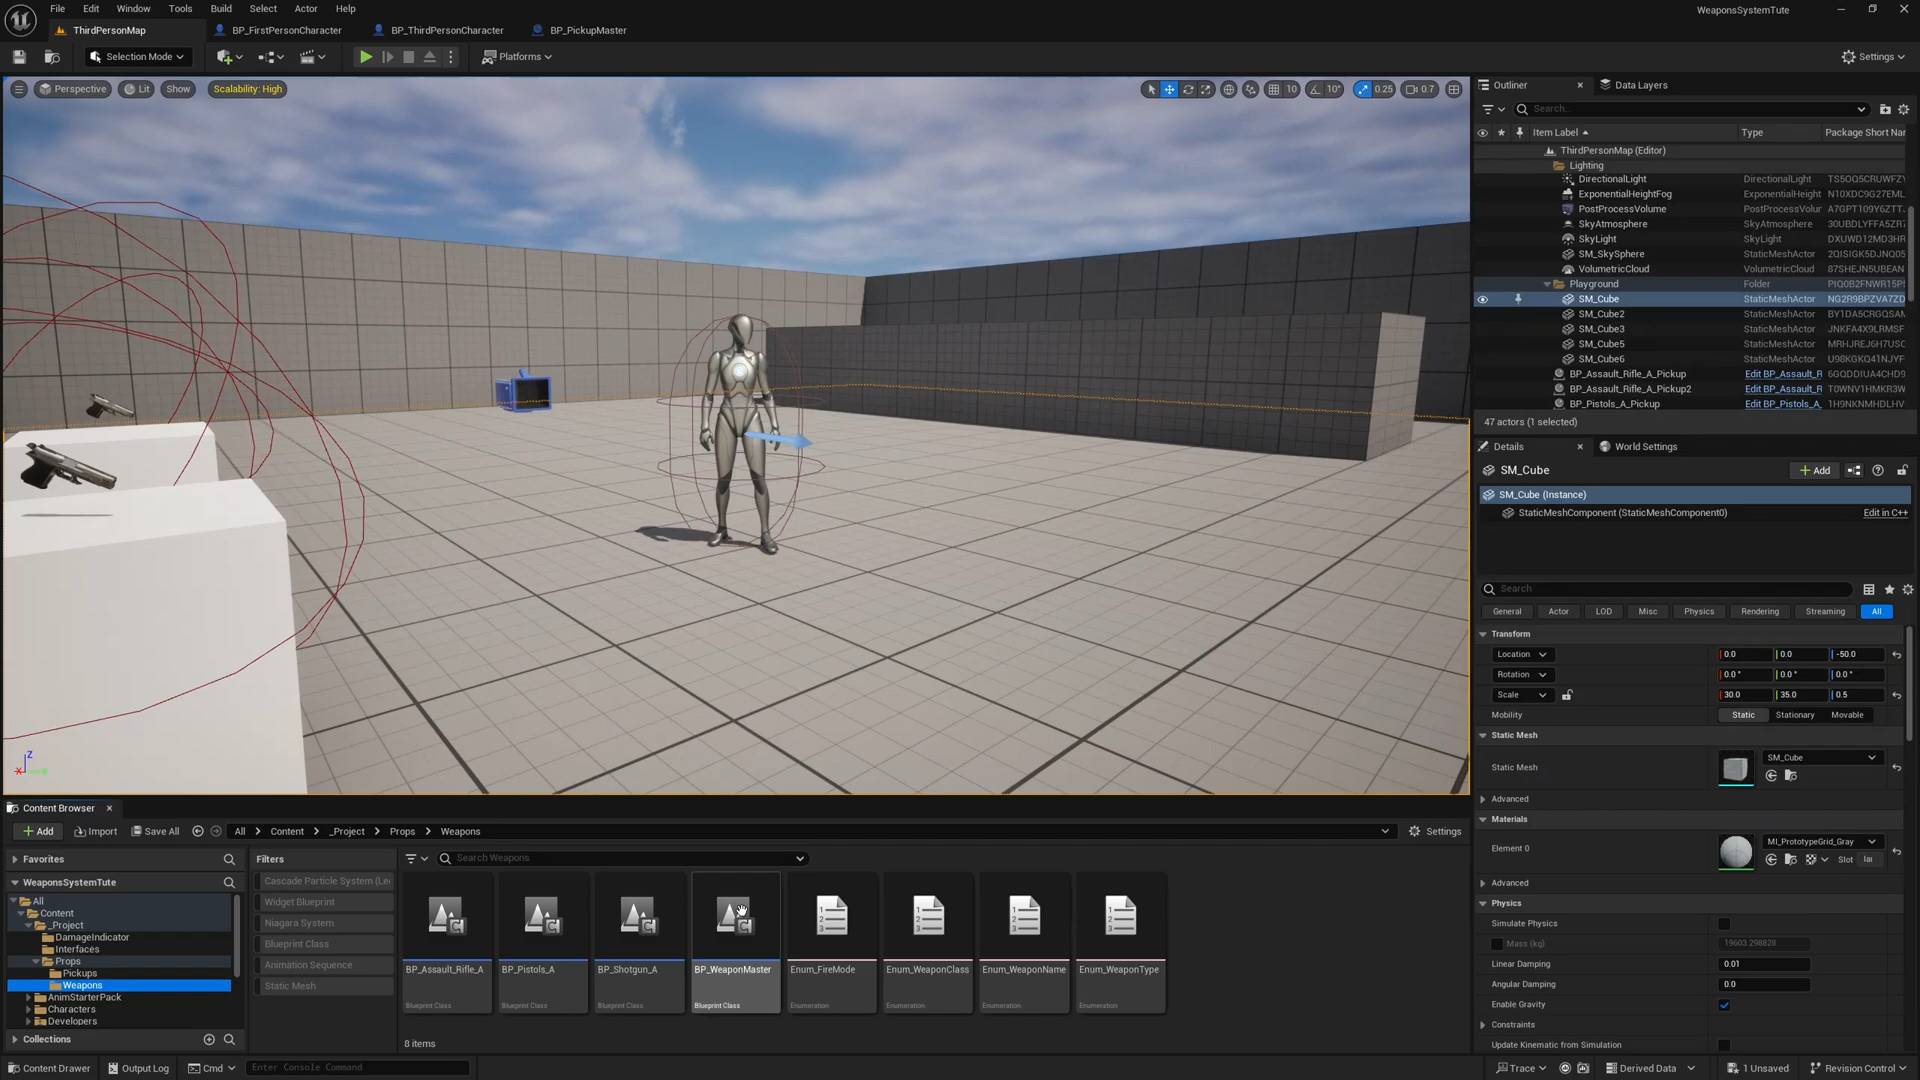 File Edit Window Tools Build Select Actor Help
WeaponsSystemTute
ThirdPersonMap BP_FirstPersonCharacter BP_ThirdPersonCharacter BP_PickupMaster
Selection Mode Platforms Settings
Perspective Lit Show Scalability: High
10 10° 0.25 0.7
Outliner Data Layers
Search...
Item Label Type Package Short Nar
ThirdPersonMap (Editor)
Lighting
DirectionalLight DirectionalLight TS5OQ5CRUWFZY
ExponentialHeightFog ExponentialHeight N10XDC9G27EML
PostProcessVolume PostProcessVolur A7GPT109Y6ZTTJ
SkyAtmosphere SkyAtmosphere 30UBDLYFFA5ZR7
SkyLight SkyLight DXUWD12MD3HR
SM_SkySphere StaticMeshActor 2QISIGK5DJNQ05
VolumetricCloud VolumetricCloud 87SHEJN5UBEAN
Playground Folder PIQ0B2FNWR15P5
SM_Cube StaticMeshActor NG2R9BPZVA7ZD
SM_Cube2 StaticMeshActor BY1DA5CRGQSAN
SM_Cube3 StaticMeshActor JNKFA4X9LRMSF
SM_Cube5 StaticMeshActor MRHJREJ6H7USC
SM_Cube6 StaticMeshActor U98KGKQ41NJYF
BP_Assault_Rifle_A_Pickup Edit BP_Assault_R 6GQDDIUA4CHD9
BP_Assault_Rifle_A_Pickup2 Edit BP_Assault_R T0WNV1HMKR3W
BP_Pistols_A_Pickup Edit BP_Pistols_A_ 1H9NKNMHDLHV
47 actors (1 selected)
Details World Settings
SM_Cube Add
SM_Cube (Instance)
StaticMeshComponent (StaticMeshComponent0) Edit in C++
Search
General Actor LOD Misc Physics Rendering Streaming All
Transform
Location 0.0 0.0 -50.0
Rotation 0.0 ° 0.0 ° 0.0 °
Scale 30.0 35.0 0.5
Mobility Static Stationary Movable
Static Mesh
Static Mesh SM_Cube
Advanced
Materials
Element 0 MI_PrototypeGrid_Gray
Slot lai
Advanced
Physics
Simulate Physics
Mass (kg) 19603.298828
Linear Damping 0.01
Angular Damping 0.0
Enable Gravity
Constraints
Update Kinematic from Simulation
Z
X
Content Browser
Add Import Save All All Content _Project Props Weapons Settings
Favorites
WeaponsSystemTute
All
Content
_Project
DamageIndicator
Interfaces
Props
Pickups
Weapons
AnimStarterPack
Characters
Developers
Collections
Filters
Cascade Particle System (Le
Widget Blueprint
Niagara System
Blueprint Class
Animation Sequence
Static Mesh
Search Weapons
BP_Assault_Rifle_A BP_Pistols_A BP_Shotgun_A BP_WeaponMaster Enum_FireMode Enum_WeaponClass Enum_WeaponName Enum_WeaponType
Blueprint Class Blueprint Class Blueprint Class Blueprint Class Enumeration Enumeration Enumeration Enumeration
8 items
Content Drawer Output Log Cmd Enter Console Command
Trace Derived Data 1 Unsaved Revision Control